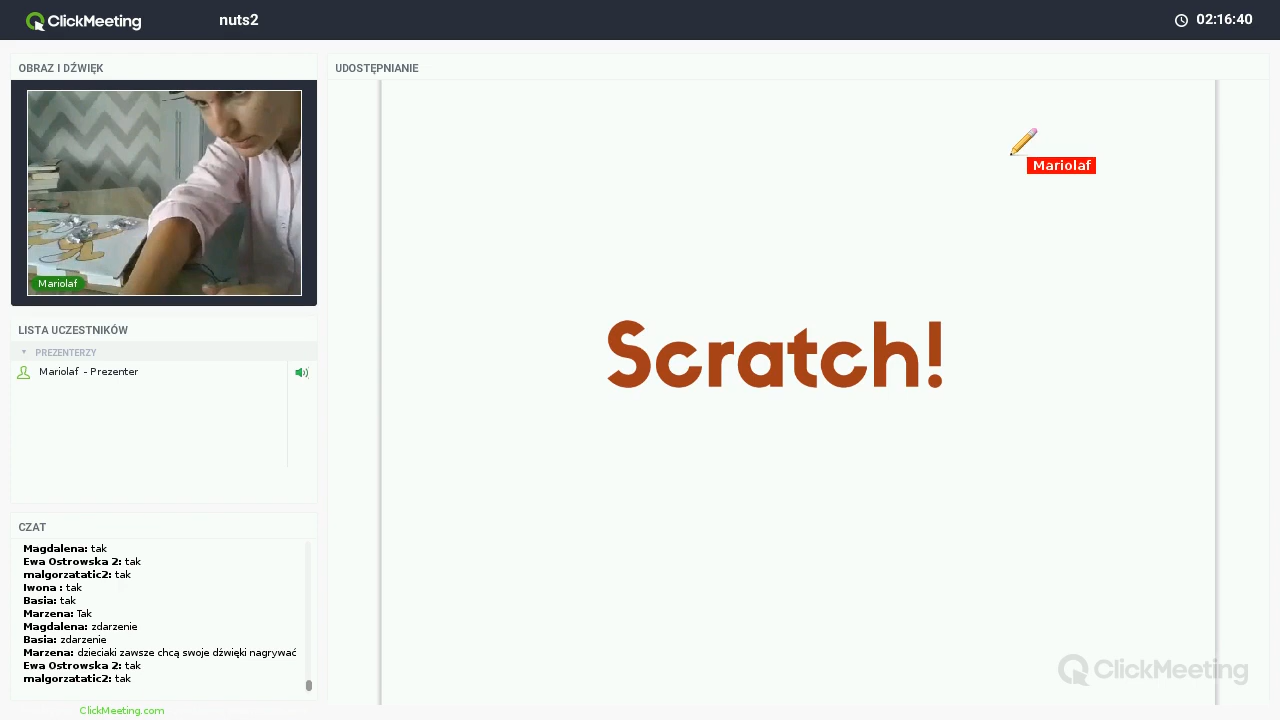 ClickMeeting
nuts2
02:16:40
OBRAZ I DŹWIĘK
UDOSTĘPNIANIE
Mariolaf
Mariolaf
LISTA UCZESTNIKÓW
PREZENTERZY
Mariolaf - Prezenter
Scratch!
CZAT
Magdalena: tak
Ewa Ostrowska 2: tak
malgorzatatic2: tak
Iwona : tak
Basia: tak
Marzena: Tak
Magdalena: zdarzenie
Basia: zdarzenie
Marzena: dzieciaki zawsze chcą swoje dźwięki nagrywać
Ewa Ostrowska 2: tak
malgorzatatic2: tak
ClickMeeting
ClickMeeting.com